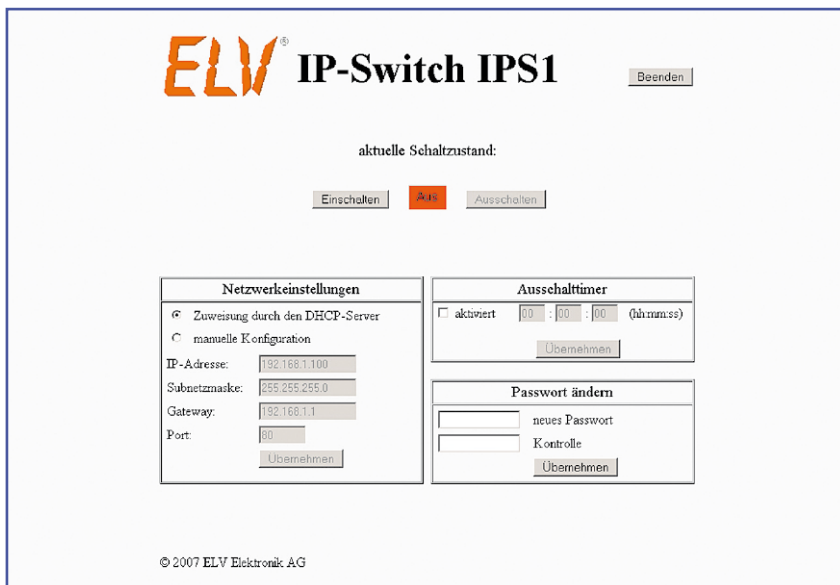 ELV® IP-Switch IPS1
Beenden
aktuelle Schaltzustand:
Einschalten
Aus
Ausschalten
Netzwerkeinstellungen
Zuweisung durch den DHCP-Server
manuelle Konfiguration
IP-Adresse: 192.168.1.100
Subnetzmaske: 255.255.255.0
Gateway: 192.168.1.1
Port: 80
Übernehmen
Ausschalttimer
aktiviert 00 : 00 : 00 (hh:mm:ss)
Übernehmen
Passwort ändern
neues Passwort
Kontrolle
Übernehmen
© 2007 ELV Elektronik AG